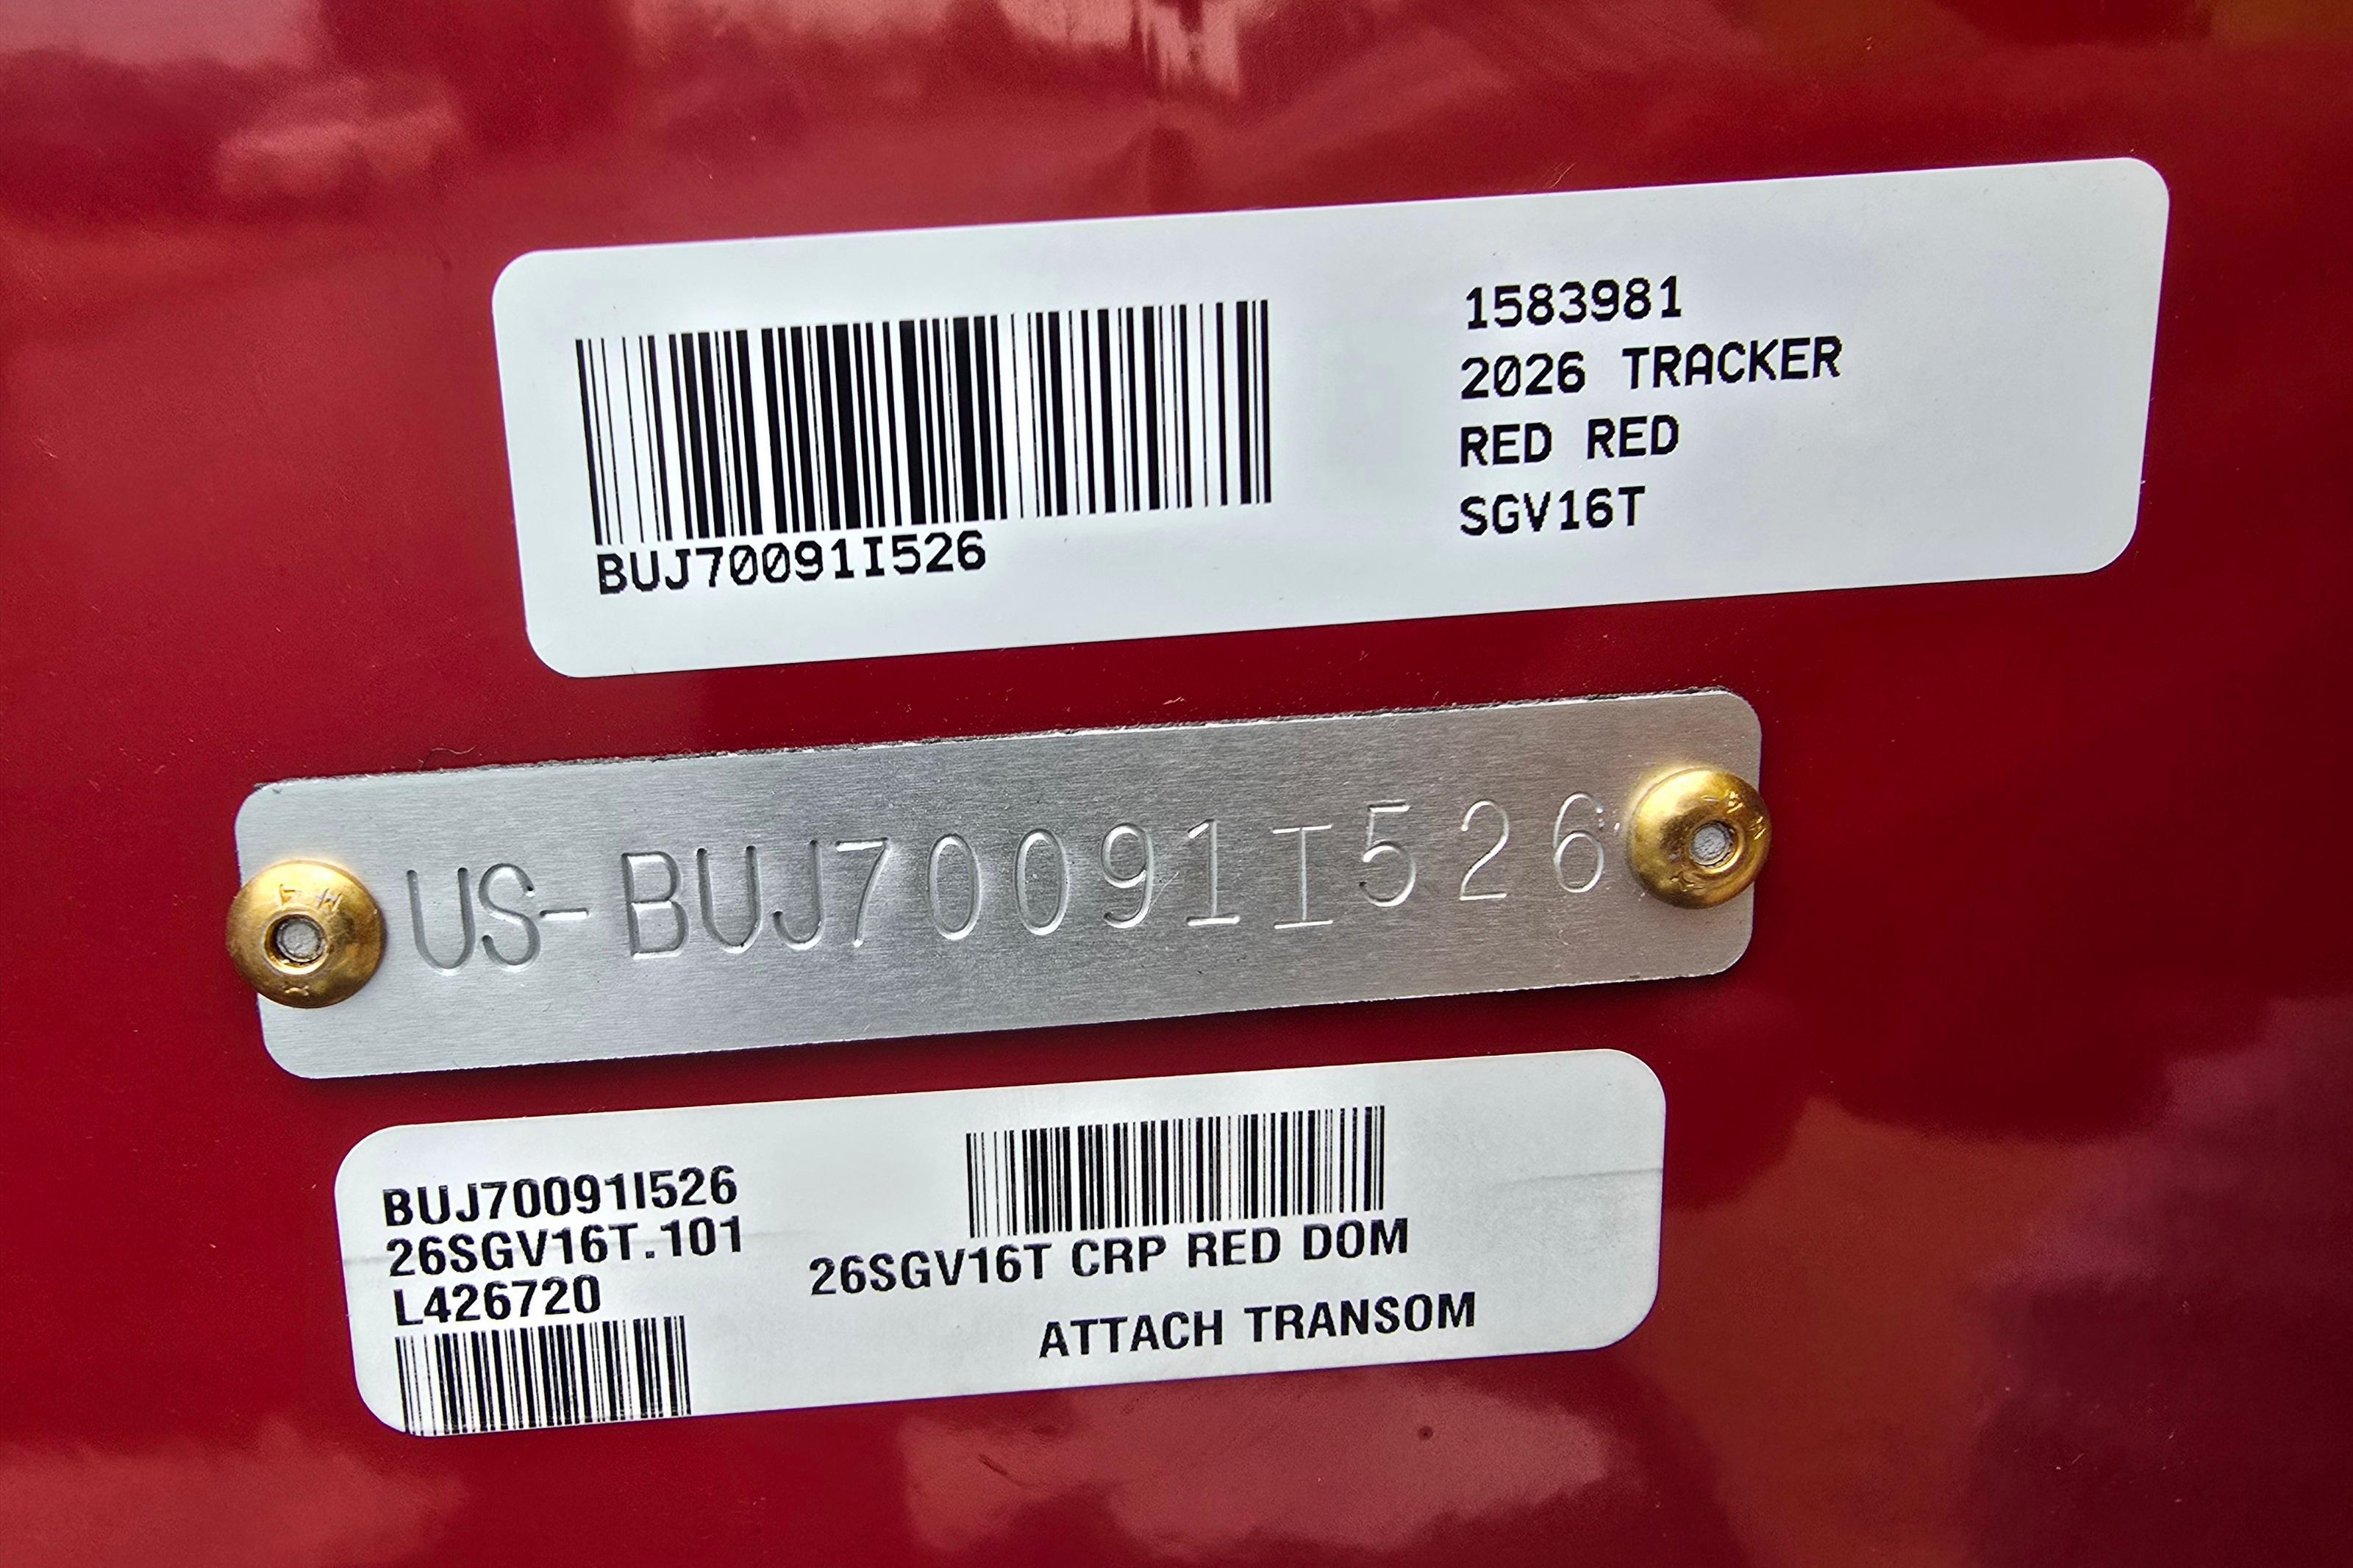 1583981
2026 TRACKER
RED RED
SGV16T
BUJ70091I526
US-BUJ70091I526
BUJ70091I526
26SGV16T.101
L426720
26SGV16T CRP RED DOM
ATTACH TRANSOM